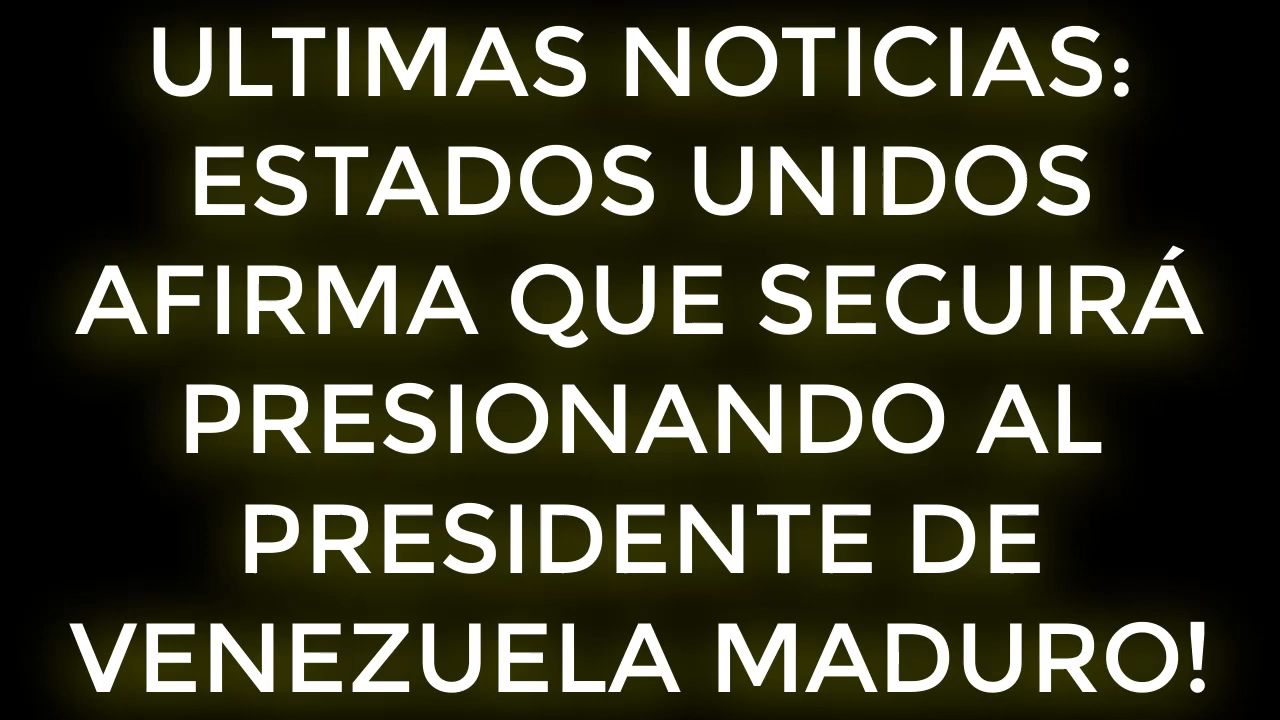 ULTIMAS NOTICIAS:
ESTADOS UNIDOS
AFIRMA QUE SEGUIRÁ
PRESIONANDO AL
PRESIDENTE DE
VENEZUELA MADURO!